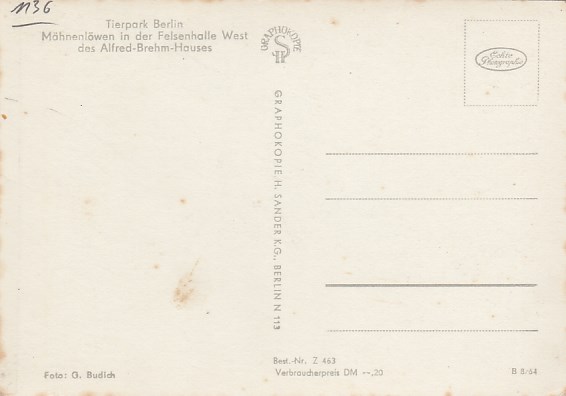 1136
Tierpark Berlin
Mähnenlöwen in der Felsenhalle West
des Alfred-Brehm-Hauses
GRAPHOKOPIE
SH
Echte
Photographie
GRAPHOKOPIE H. SANDER K.G., BERLIN N 113
Foto: G. Budich
Best.-Nr. Z 463
Verbraucherpreis DM --,20
B 8/64